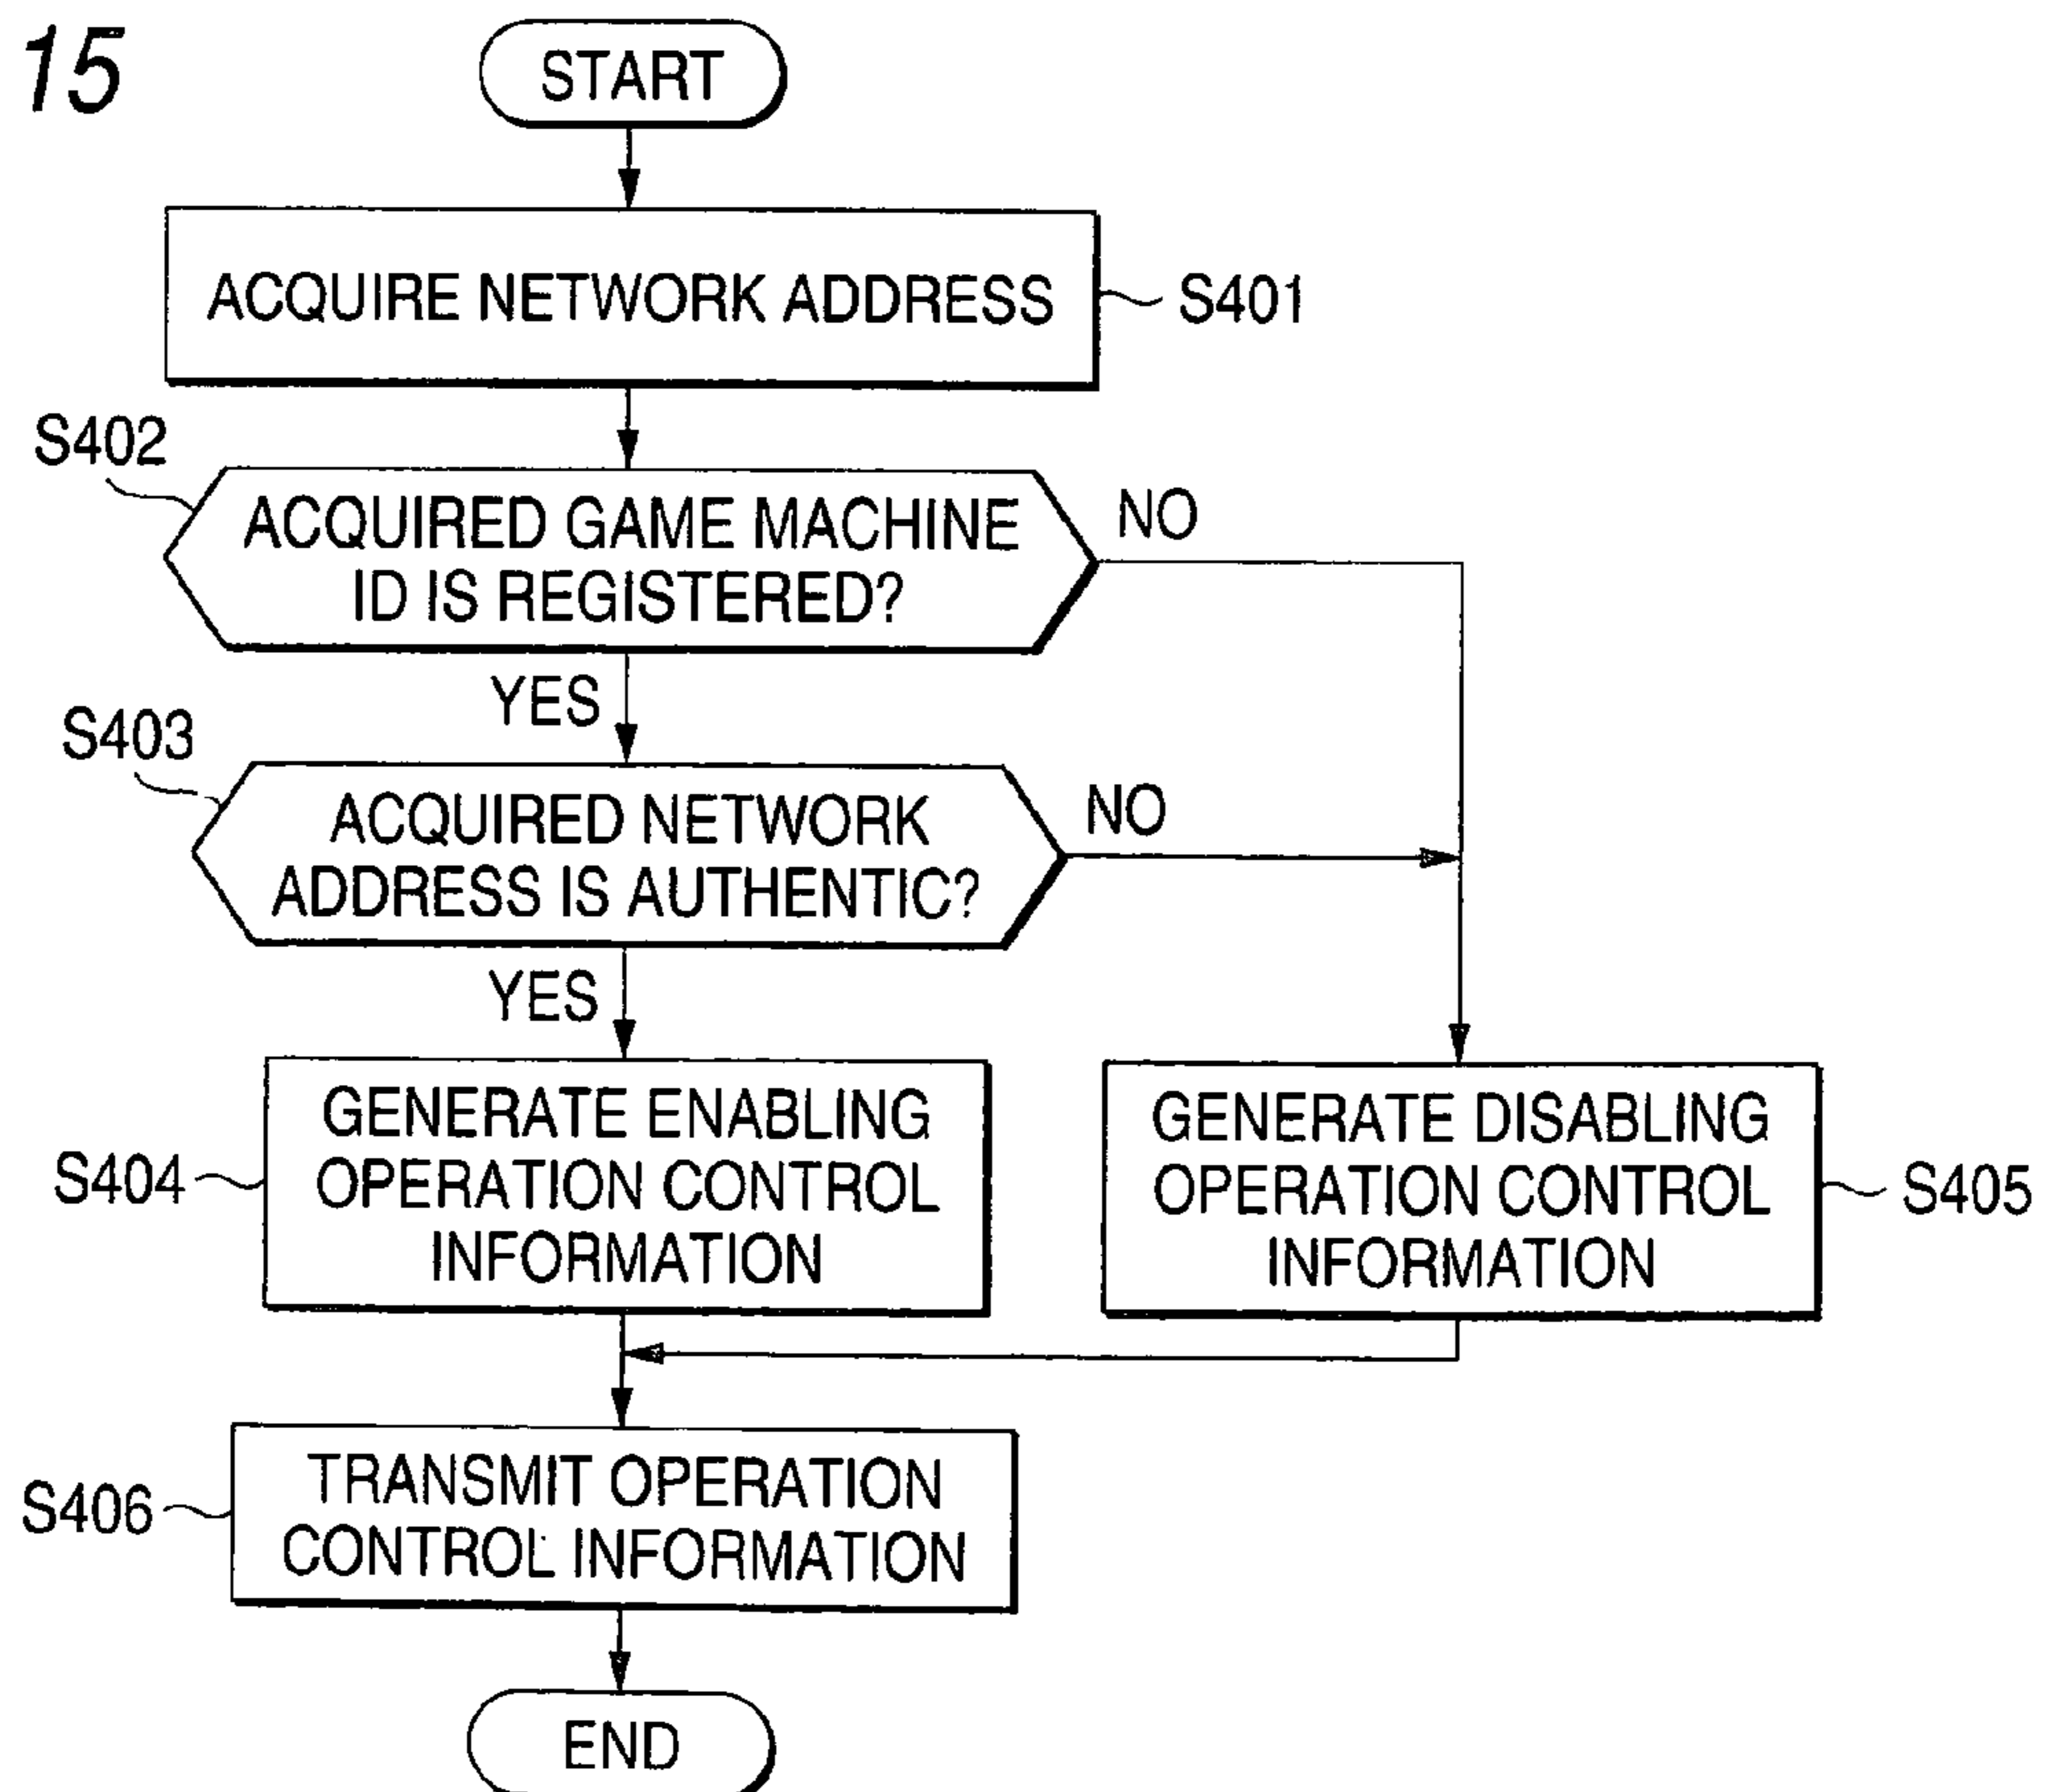 15
START
ACQUIRE NETWORK ADDRESS
S401
S402
ACQUIRED GAME MACHINE
ID IS REGISTERED?
NO
YES
S403
ACQUIRED NETWORK
ADDRESS IS AUTHENTIC?
NO
YES
S404
GENERATE ENABLING
OPERATION CONTROL
INFORMATION
GENERATE DISABLING
OPERATION CONTROL
INFORMATION
S405
S406
TRANSMIT OPERATION
CONTROL INFORMATION
END